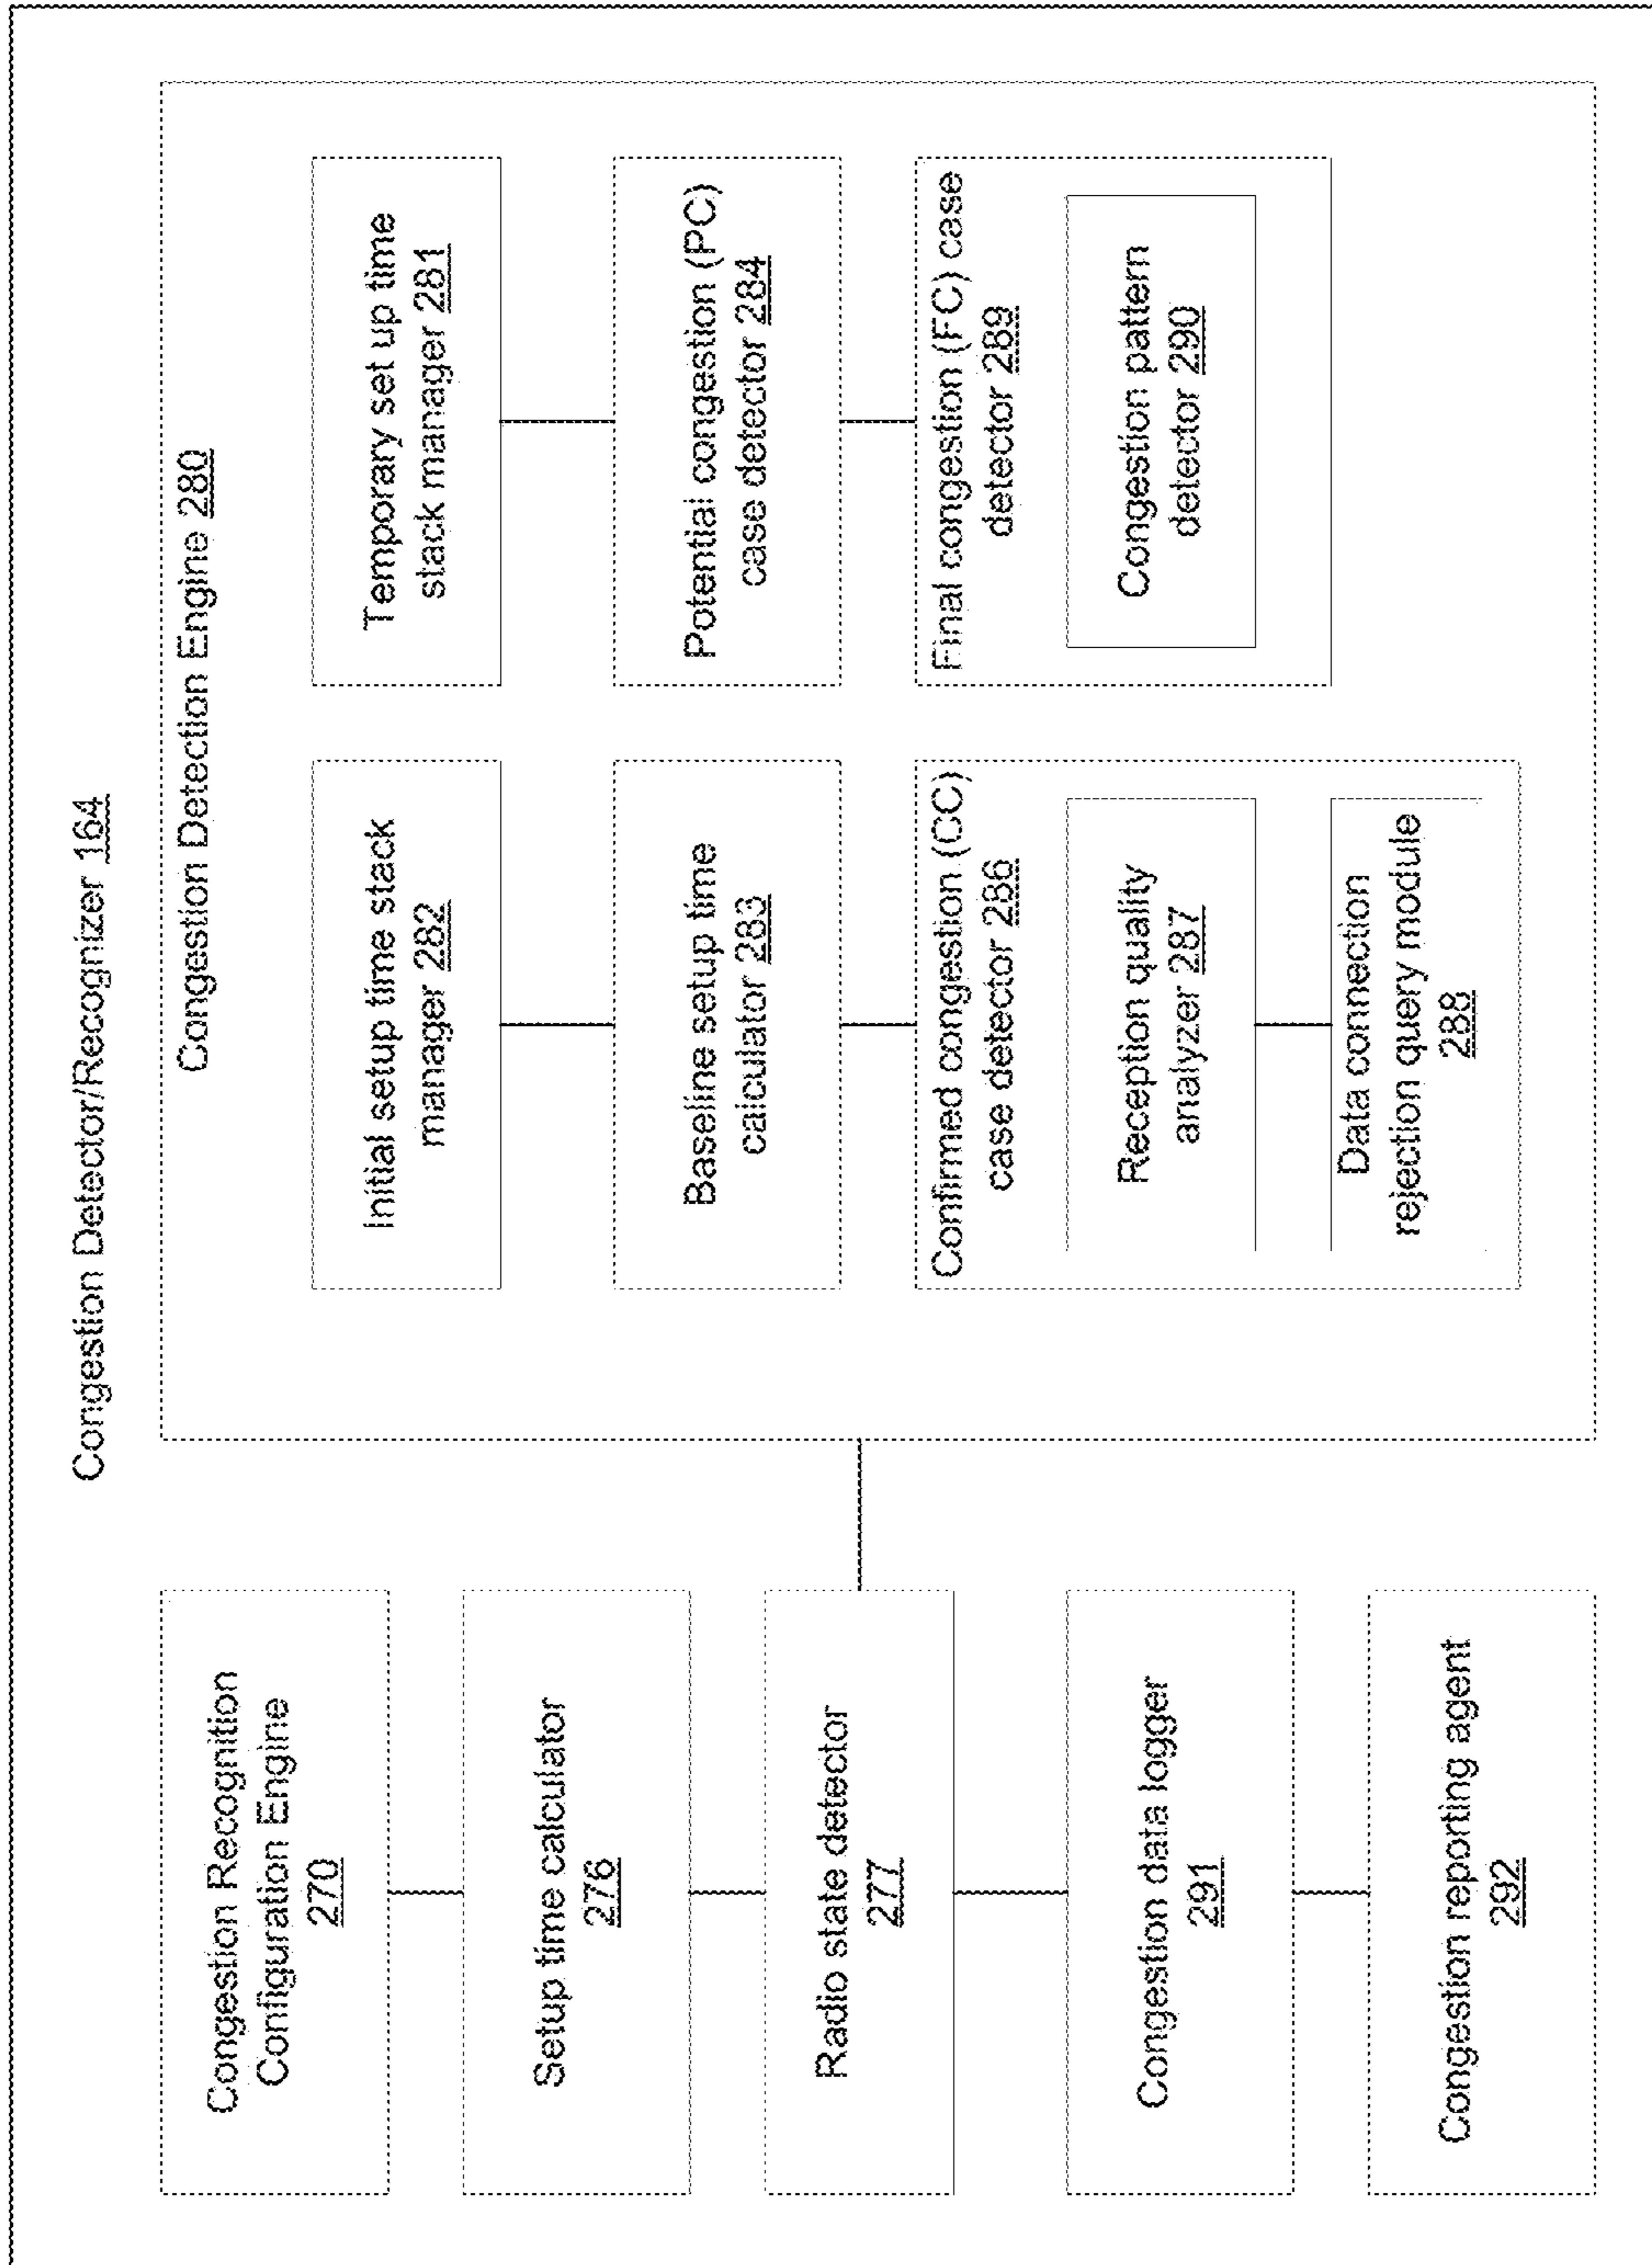 Congestion Detector/Recognizer 164
Congestion Recognition
Configuration Engine
270
Setup time calculator
276
Radio state detector
277
Congestion data logger
291
Congestion reporting agent
292
Congestion Detection Engine 280
Initial setup time stack
manager 282
Baseline setup time
calculator 283
Confirmed congestion (CC)
case detector 286
Reception quality
analyzer 287
Data connection
rejection query module
288
Temporary set up time
stack manager 281
Potential congestion (PC)
case detector 284
Final congestion (FC) case
detector 289
Congestion pattern
detector 290